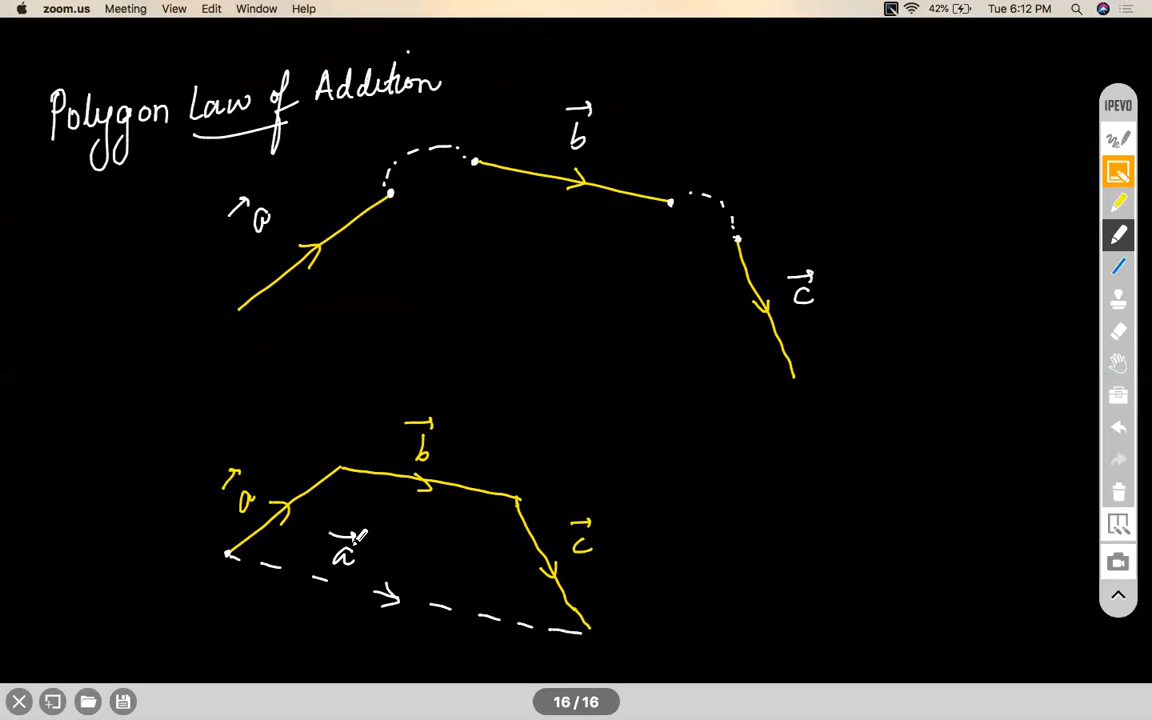 zoom.us Meeting View Edit Window Help 42% Tue 6:12 PM
Polygon Law of Addition
IPEVO
b
a
c
b
a
c
a
16 / 16